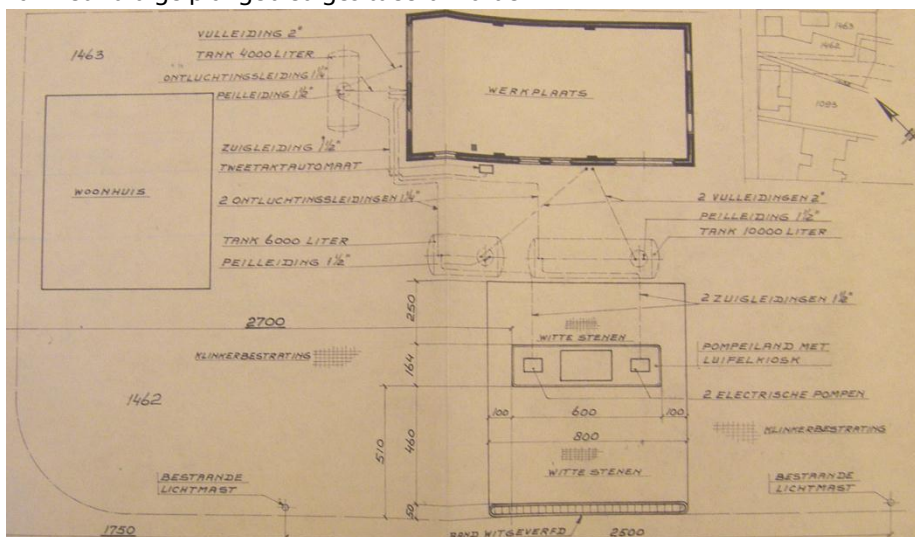 1463
VULLEIDING 2"
TANK 4000 LITER
ONTLUCHTINGSLEIDING 1¼"
PEILLEIDING 1½"
WERKPLAATS
1463
1462
1085
ZUIGLEIDING 1½"
TWEETAKTAUTOMAAT
WOONHUIS
2 ONTLUCHTINGSLEIDINGEN 1¼"
2 VULLEIDINGEN 2"
PEILLEIDING 1½"
TANK 10000 LITER
TANK 6000 LITER
PEILLEIDING 1½"
250
2 ZUIGLEIDINGEN 1½"
2700
WITTE STENEN
KLINKERBESTRATING
164
POMPEILAND MET
LUIFELKIOSK
1462
2 ELECTRISCHE POMPEN
100
600
100
KLINKERBESTRATING
800
510
460
WITTE STENEN
BESTAANDE
LICHTMAST
BESTAANDE
LICHTMAST
50
1750
RAND WITGEVERFD
2500